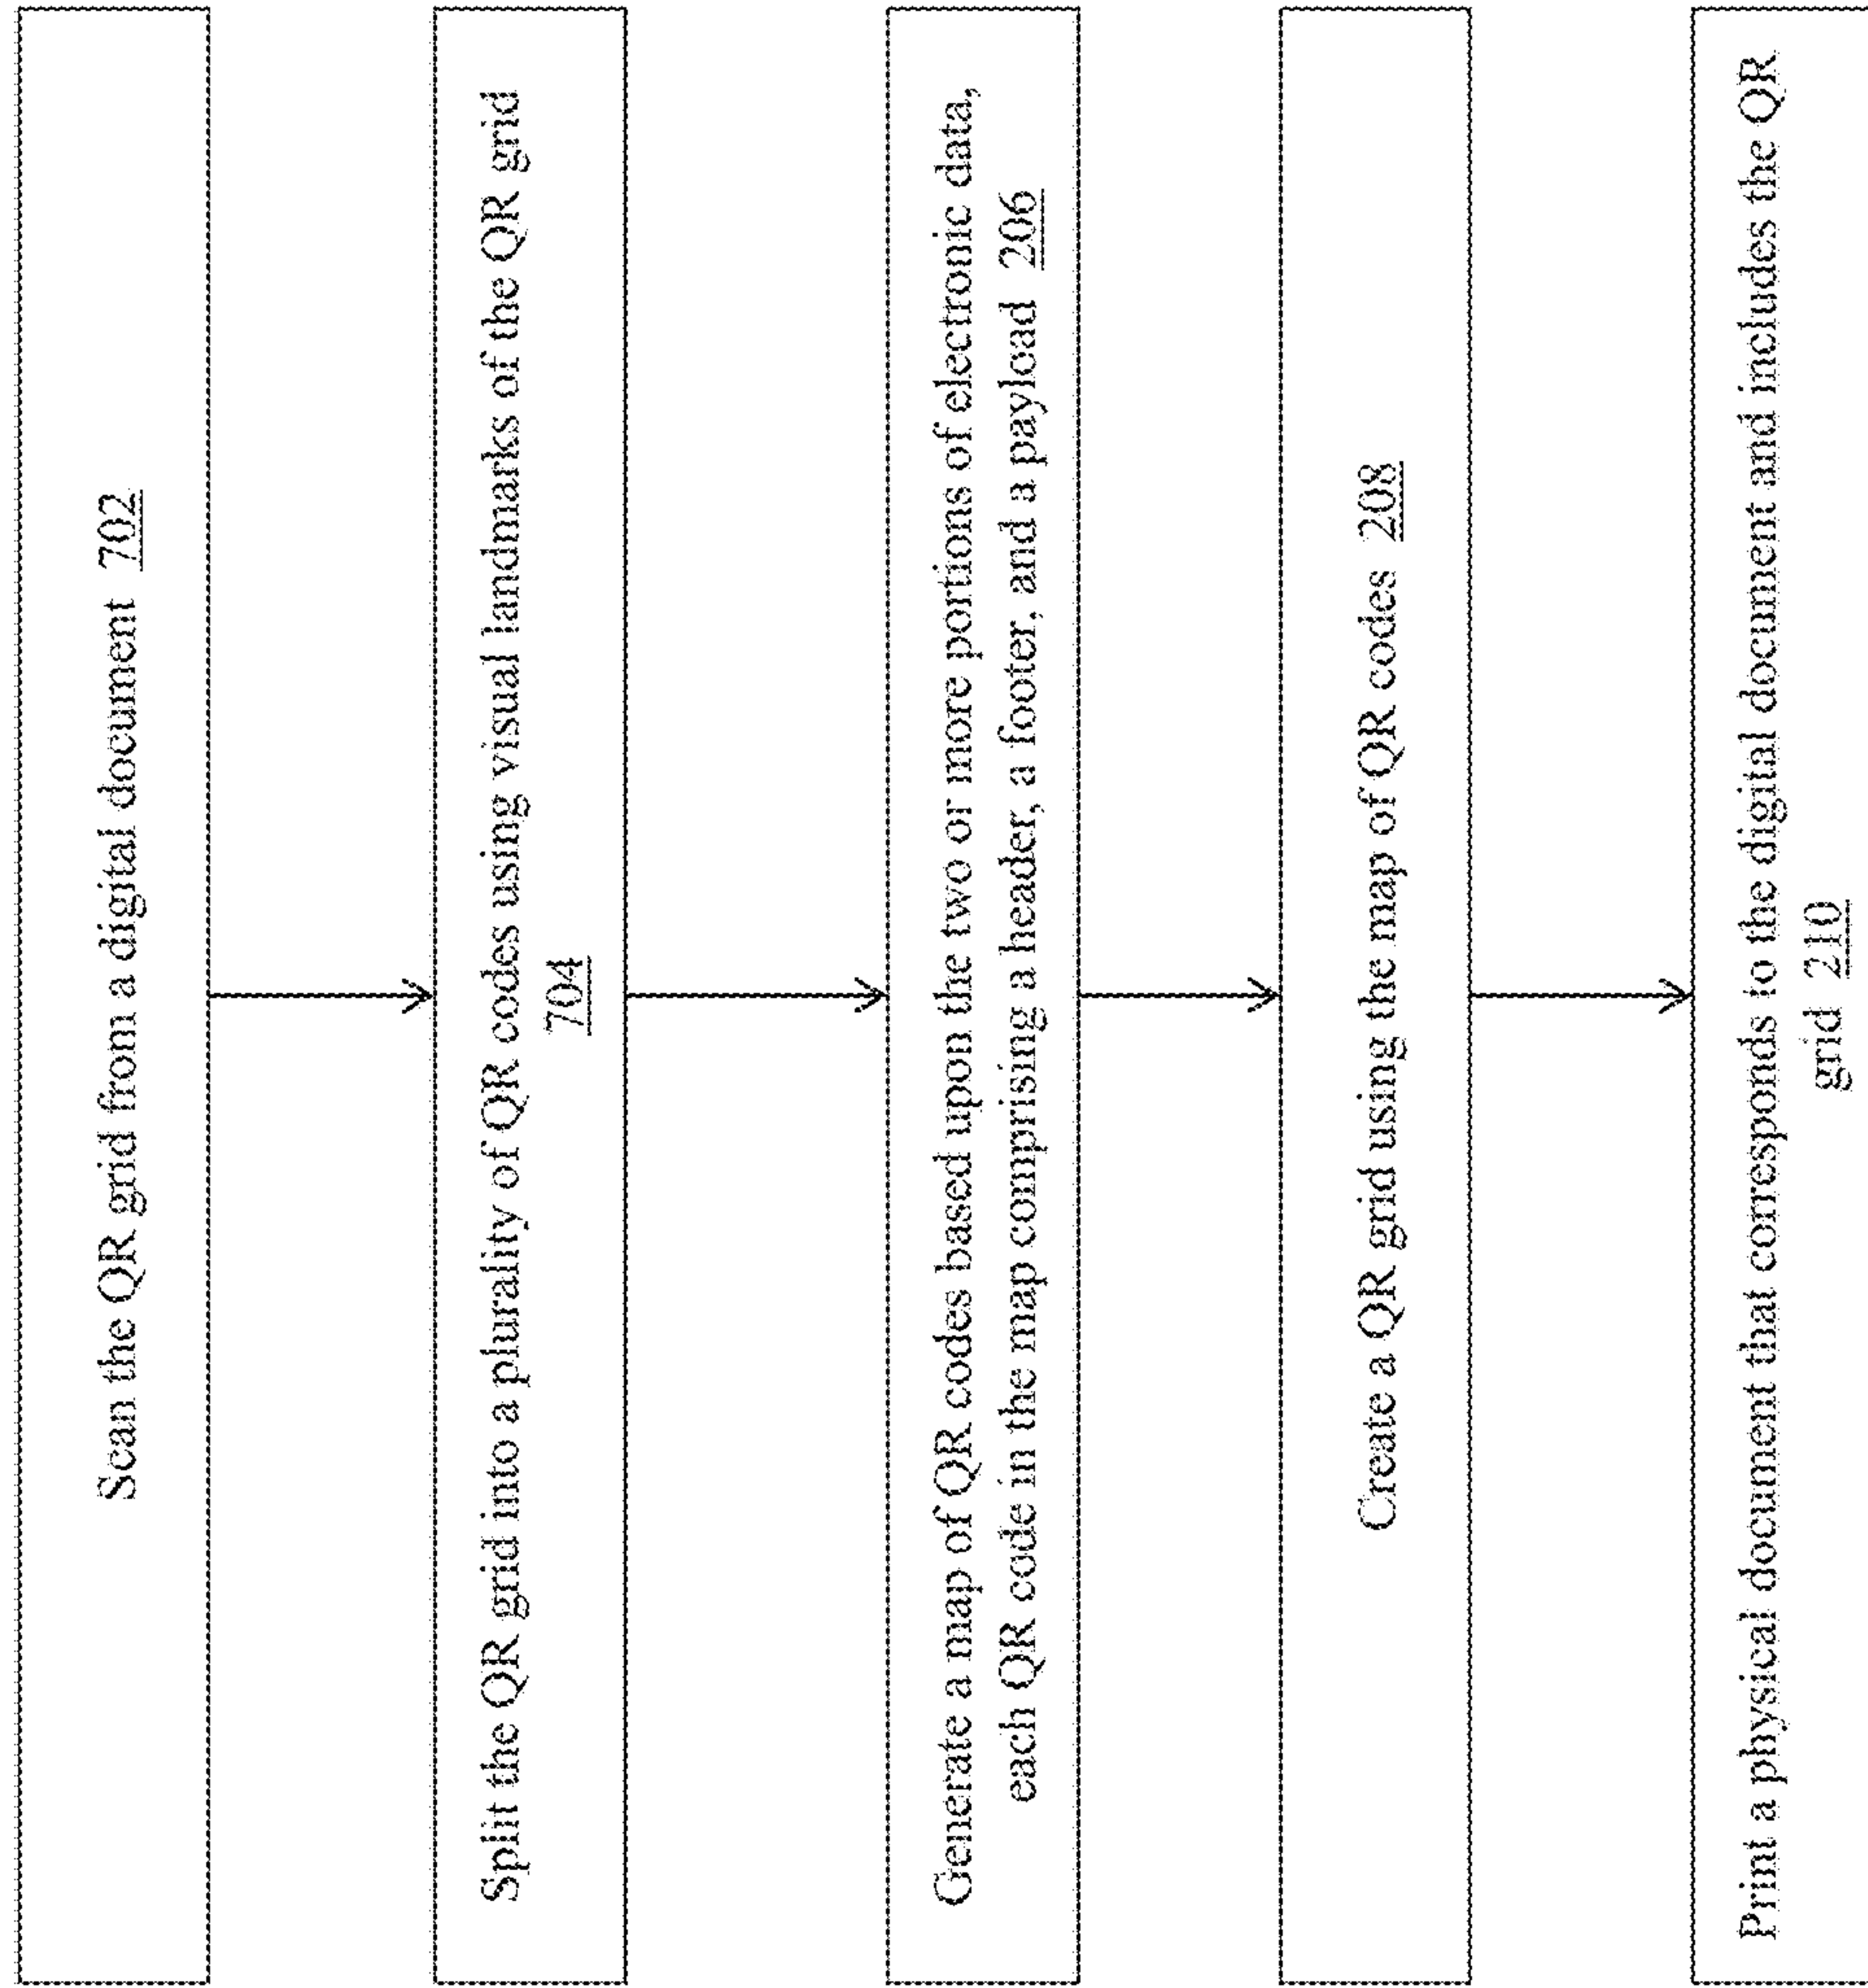 Scan the QR grid from a digital document 702
Split the QR grid into a plurality of QR codes using visual landmarks of the QR grid
704
Generate a map of QR codes based upon the two or more portions of electronic data,
each QR code in the map comprising a header, a footer, and a payload 206
Create a QR grid using the map of QR codes 208
Print a physical document that corresponds to the digital document and includes the QR
grid 210